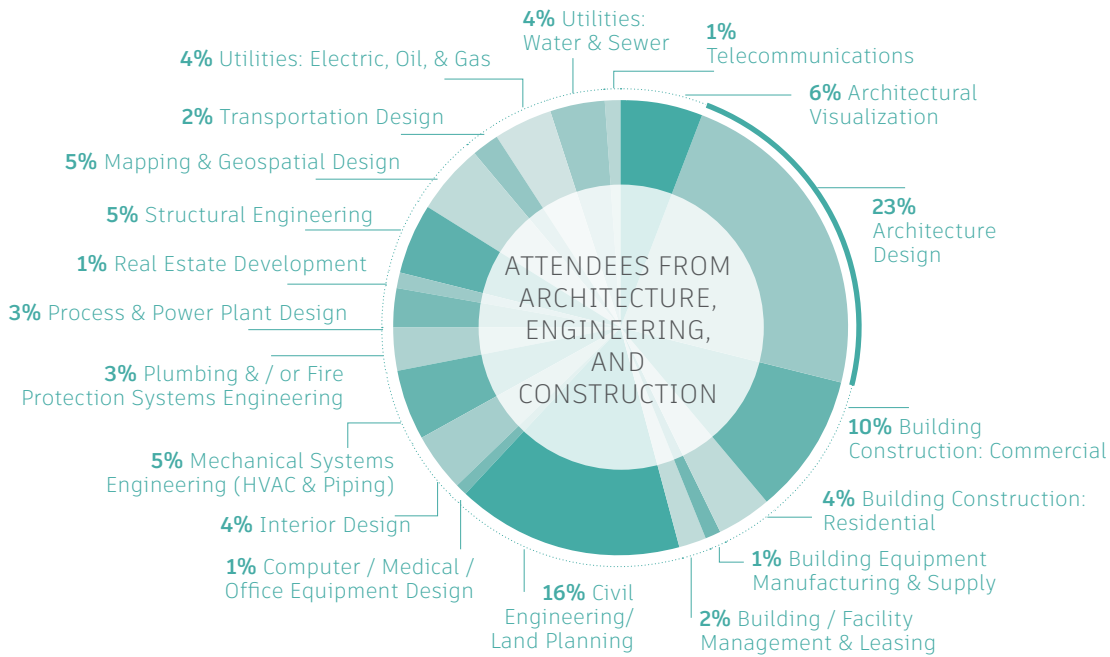 4% Utilities:
Water & Sewer
1%
Telecommunications
6% Architectural
Visualization
23%
Architecture
Design
10% Building
Construction: Commercial
4% Building Construction:
Residential
1% Building Equipment
Manufacturing & Supply
2% Building / Facility
Management & Leasing
16% Civil
Engineering/
Land Planning
1% Computer / Medical /
Office Equipment Design
4% Interior Design
5% Mechanical Systems
Engineering (HVAC & Piping)
3% Plumbing & / or Fire
Protection Systems Engineering
3% Process & Power Plant Design
1% Real Estate Development
5% Structural Engineering
5% Mapping & Geospatial Design
2% Transportation Design
4% Utilities: Electric, Oil, & Gas
ATTENDEES FROM
ARCHITECTURE,
ENGINEERING,
AND
CONSTRUCTION